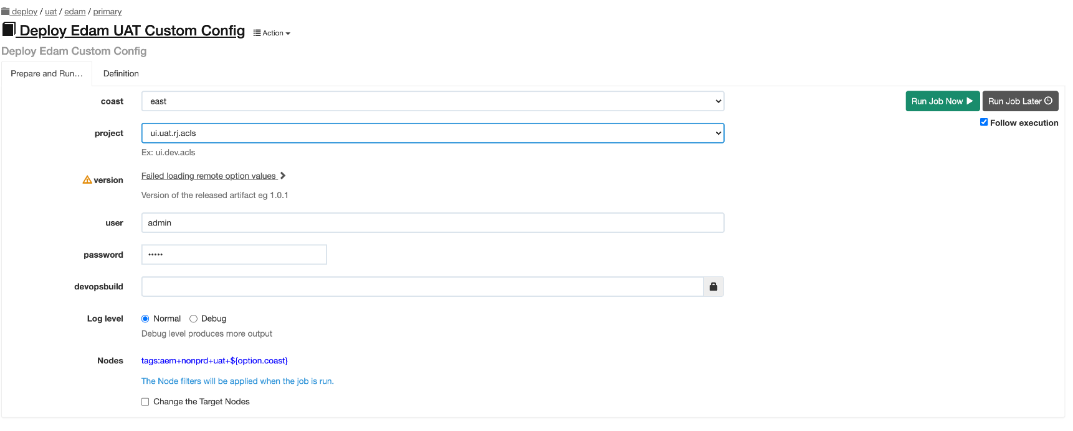 deploy / uat / edam / primary
Deploy Edam UAT Custom Config Action
Deploy Edam Custom Config
Prepare and Run… Definition
coast east Run Job Now Run Job Later
Follow execution
project ui.uat.rj.acls
Ex: ui.dev.acls
version Failed loading remote option values
Version of the released artifact eg 1.0.1
user admin
password •••••
devopsbuild
Log level Normal Debug
Debug level produces more output
Nodes tags:aem+nonprd+uat+${option.coast}
The Node filters will be applied when the job is run.
Change the Target Nodes